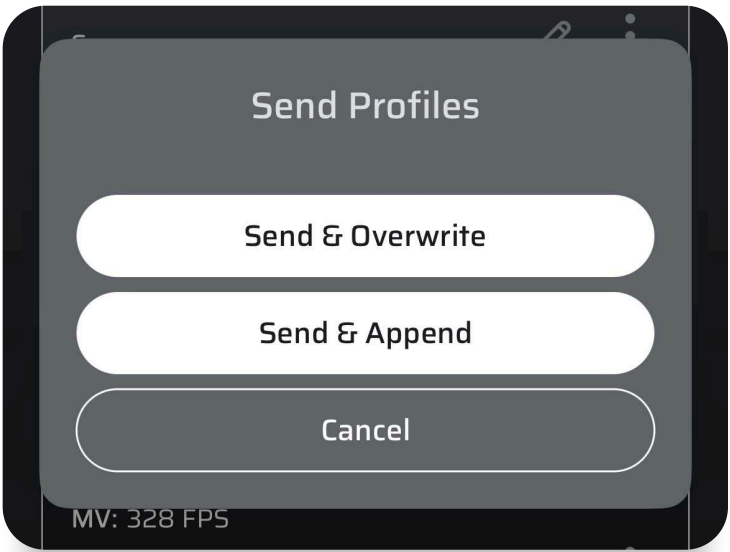 Send Profiles
Send & Overwrite
Send & Append
Cancel
MV: 328 FPS